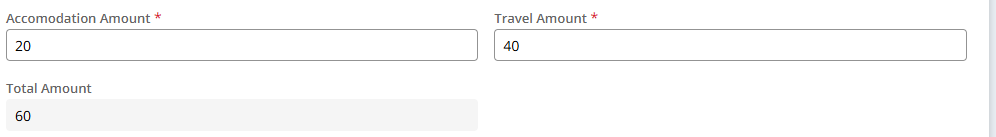 Accomodation Amount *
Travel Amount *
20
40
Total Amount
60